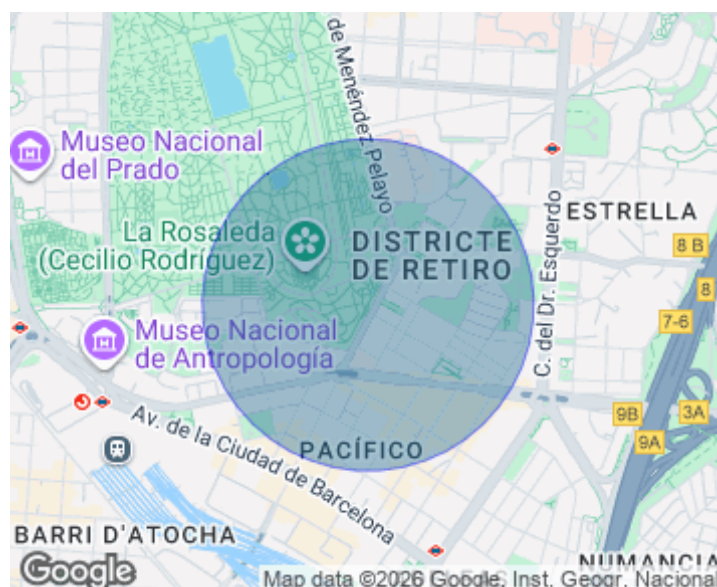 de Menéndez Pelayo
Museo Nacional
del Prado
ESTRELLA
La Rosaleda
(Cecilio Rodríguez)
DISTRICTE
DE RETIRO
C. del Dr. Esquerdo
8 B
8
7-6
Museo Nacional
de Antropología
9B
3A
9A
Av. de la Ciudad de Barcelona
PACÍFICO
BARRI D'ATOCHA
NUMANCIA
Google
Map data ©2026 Google, Inst. Geogr. Nacional